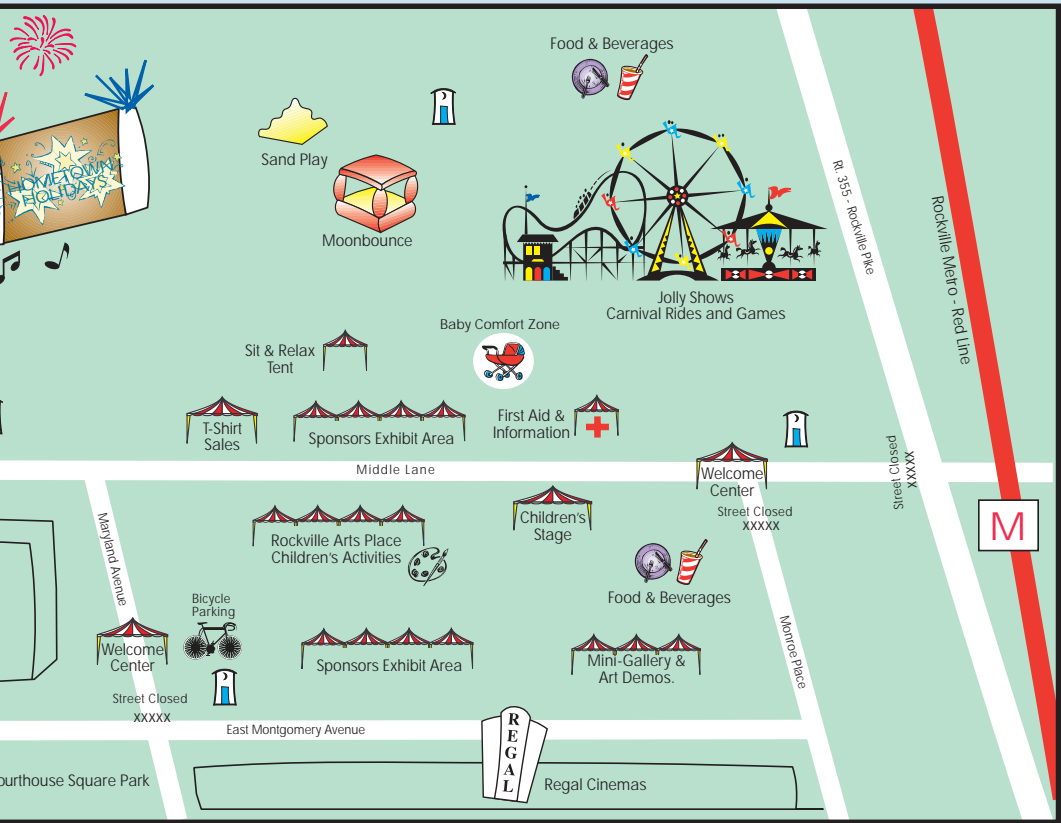 Food & Beverages
HOMETOWN
HOLIDAYS
Sand Play
Moonbounce
Jolly Shows
Carnival Rides and Games
Rt. 355 - Rockville Pike
Rockville Metro - Red Line
Baby Comfort Zone
Sit & Relax
Tent
T-Shirt
Sales
Sponsors Exhibit Area
First Aid &
Information
Middle Lane
Welcome
Center
Street Closed
XXXXX
Street Closed
XXXXX
M
Children's
Stage
Rockville Arts Place
Children's Activities
Maryland Avenue
Food & Beverages
Bicycle
Parking
Welcome
Center
Sponsors Exhibit Area
Mini-Gallery &
Art Demos.
Monroe Place
Street Closed
XXXXX
East Montgomery Avenue
REGAL
ourthouse Square Park
Regal Cinemas